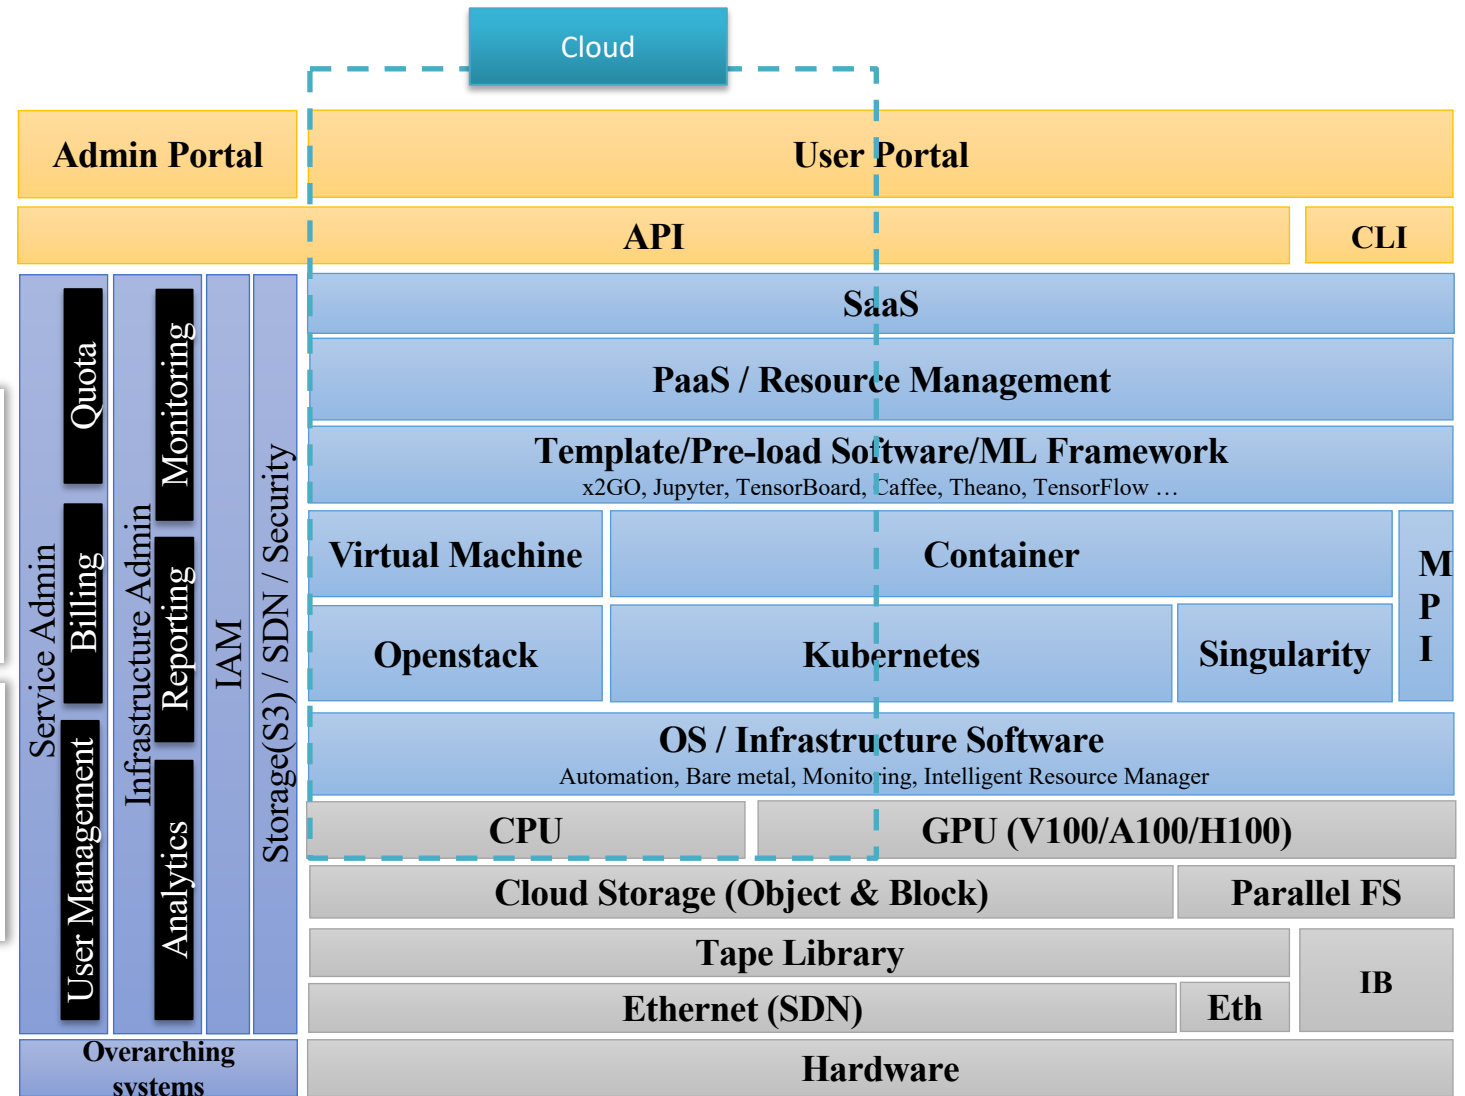 Cloud
Admin Portal
User Portal
API
CLI
Service Admin
Quota
Billing
User Management
Infrastructure Admin
Monitoring
Reporting
Analytics
IAM
Storage(S3) / SDN / Security
SaaS
PaaS / Resource Management
Template/Pre-load Software/ML Framework
x2GO, Jupyter, TensorBoard, Caffee, Theano, TensorFlow …
Virtual Machine
Container
M
P
I
Openstack
Kubernetes
Singularity
OS / Infrastructure Software
Automation, Bare metal, Monitoring, Intelligent Resource Manager
CPU
GPU (V100/A100/H100)
Cloud Storage (Object & Block)
Parallel FS
Tape Library
IB
Ethernet (SDN)
Eth
Overarching
systems
Hardware